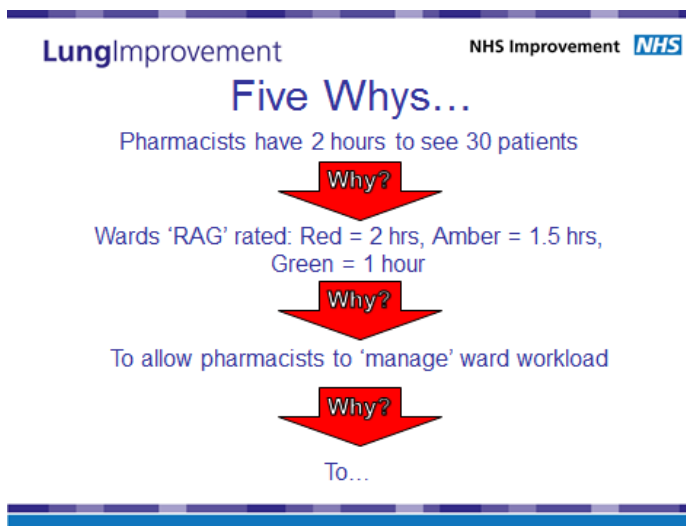 LungImprovement
NHS Improvement NHS
Five Whys...
Pharmacists have 2 hours to see 30 patients
Why?
Wards ‘RAG’ rated: Red = 2 hrs, Amber = 1.5 hrs,
Green = 1 hour
Why?
To allow pharmacists to ‘manage’ ward workload
Why?
To...